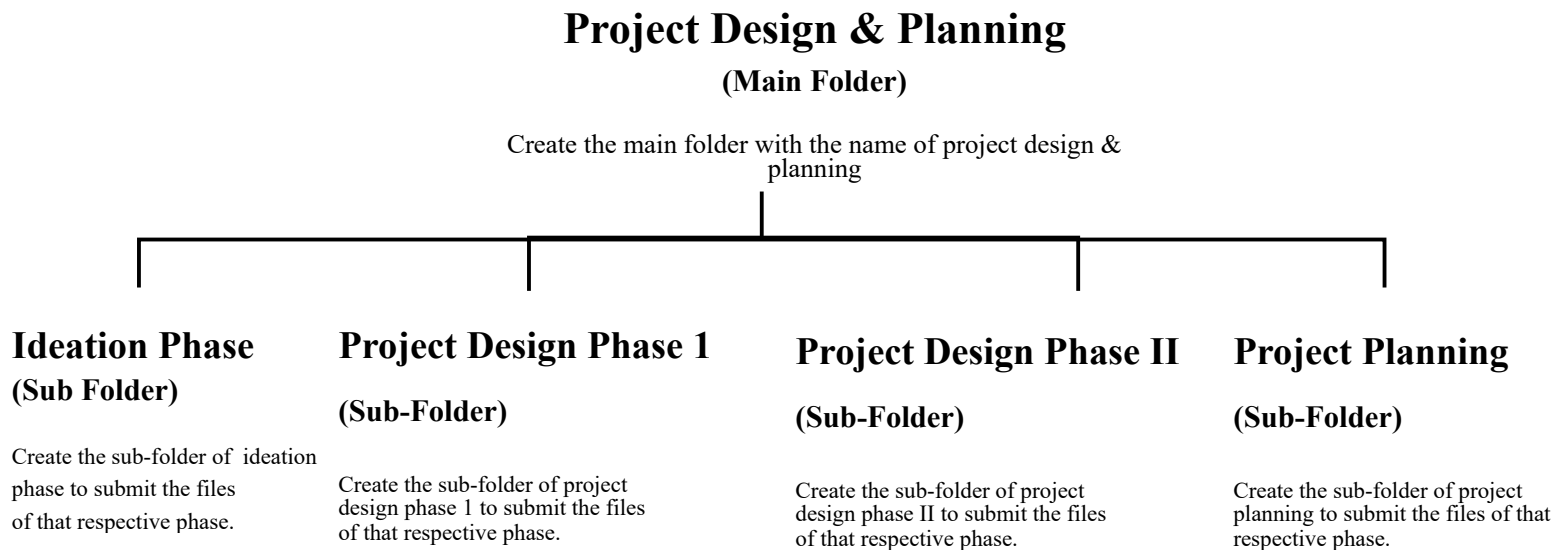 Project Design & Planning
(Main Folder)
Create the main folder with the name of project design &
planning
Ideation Phase
(Sub Folder)
Create the sub-folder of  ideation
phase to submit the files
of that respective phase.
Project Design Phase 1
(Sub-Folder)
Create the sub-folder of project
design phase 1 to submit the files
of that respective phase.
Project Design Phase II
(Sub-Folder)
Create the sub-folder of project
design phase II to submit the files
of that respective phase.
Project Planning
(Sub-Folder)
Create the sub-folder of project
planning to submit the files of that
respective phase.